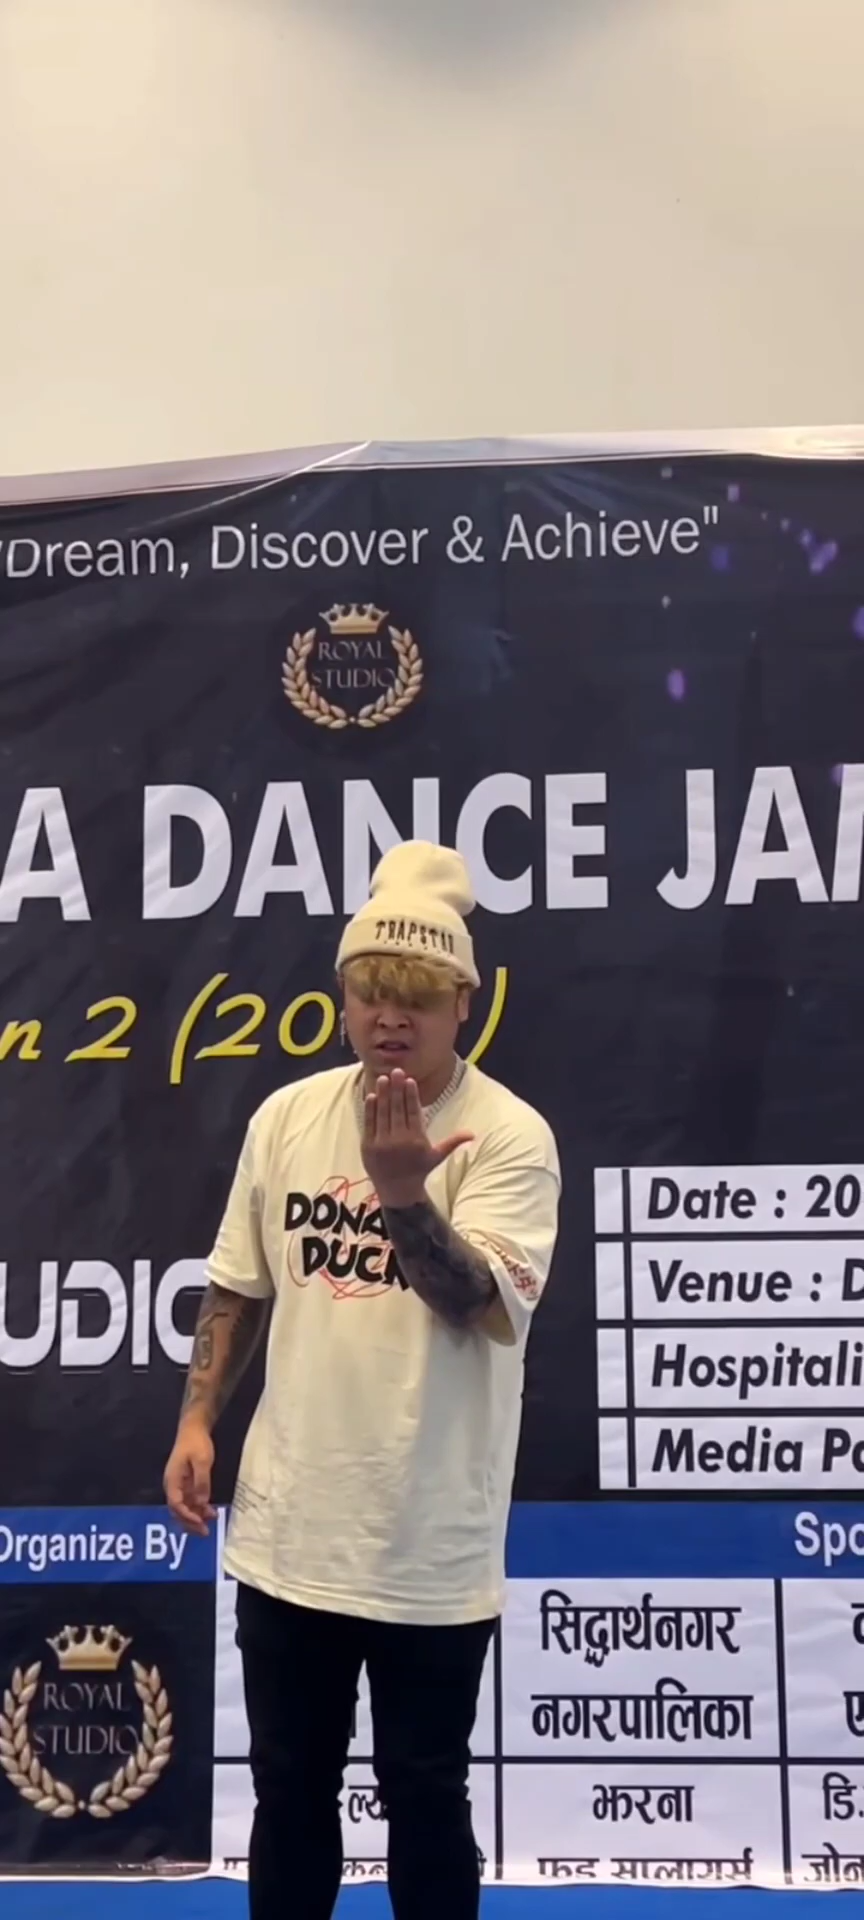 "Dream, Discover & Achieve"
ROYAL
STUDIO
A DANCE JAM
n 2 (20 )
TRAPSTAR
DONA
DUCK
UDIO
Date : 20
Venue : D
Hospitali
Media Pa
Organize By
Spo
ROYAL
STUDIO
सिद्धार्थनगर
नगरपालिका
झरना
डि.